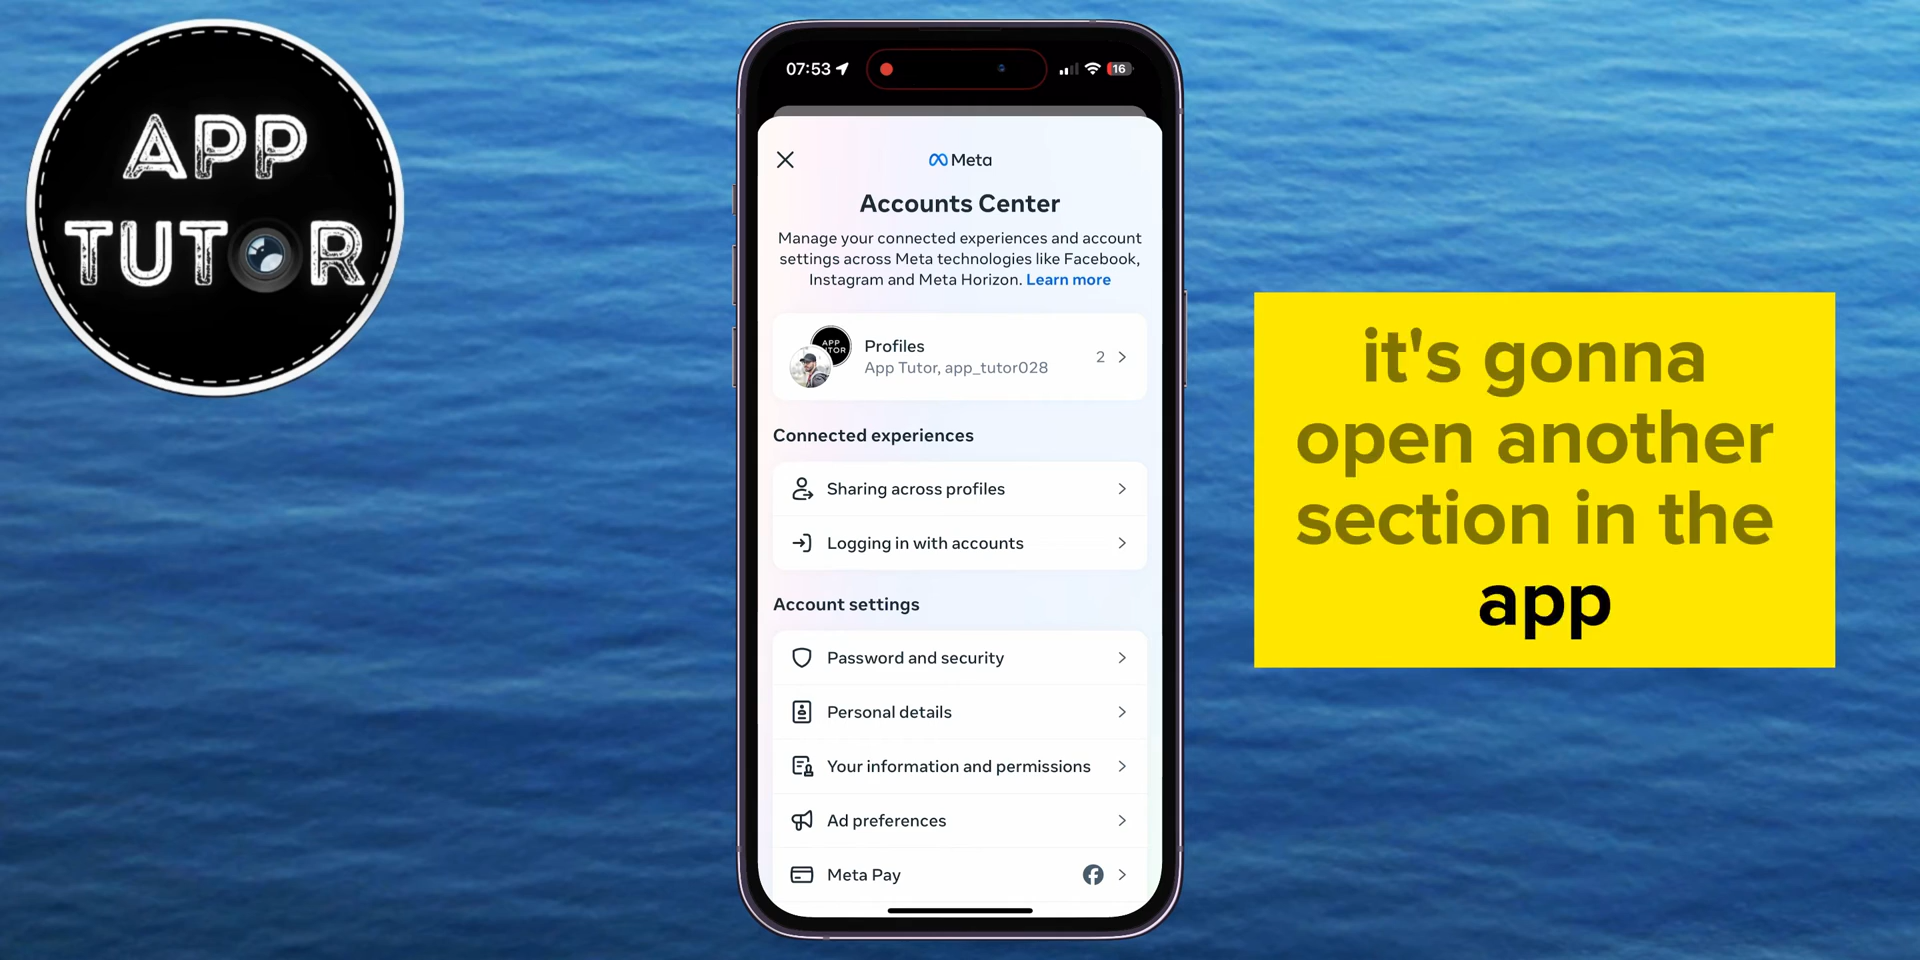 APP
TUTOR
07:53
16
Meta
Accounts Center
Manage your connected experiences and account
settings across Meta technologies like Facebook,
Instagram and Meta Horizon. Learn more
APP
TOR
Profiles
App Tutor, app_tutor028
2
Connected experiences
Sharing across profiles
Logging in with accounts
Account settings
Password and security
Personal details
Your information and permissions
Ad preferences
Meta Pay
it's gonna
open another
section in the
app